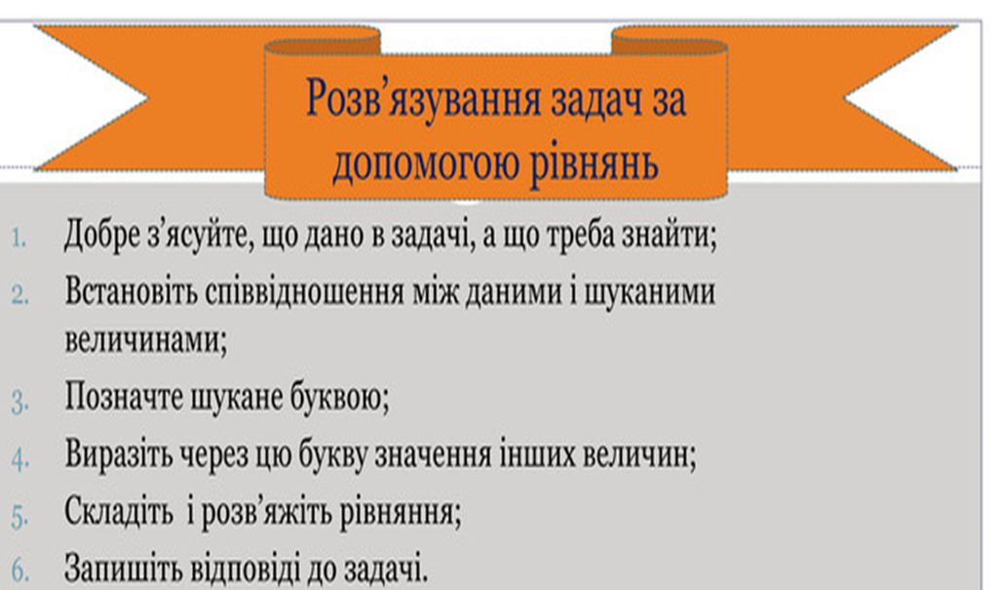 Розв’язування задач за
допомогою рівнянь
1. Добре з’ясуйте, що дано в задачі, а що треба знайти;
2. Встановіть співвідношення між даними і шуканими
величинами;
3. Позначте шукане буквою;
4. Виразіть через цю букву значення інших величин;
5. Складіть і розв’яжіть рівняння;
6. Запишіть відповіді до задачі.